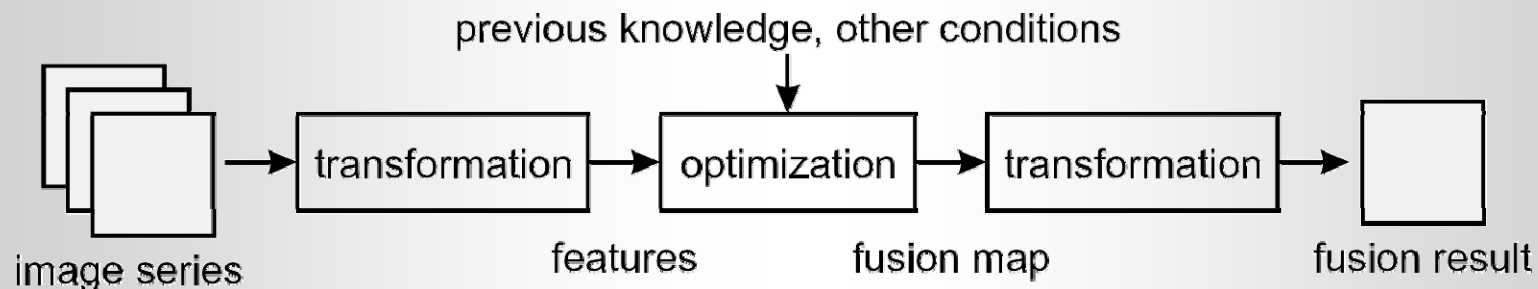 previous knowledge, other conditions
transformation
optimization
transformation
image series
features
fusion map
fusion result